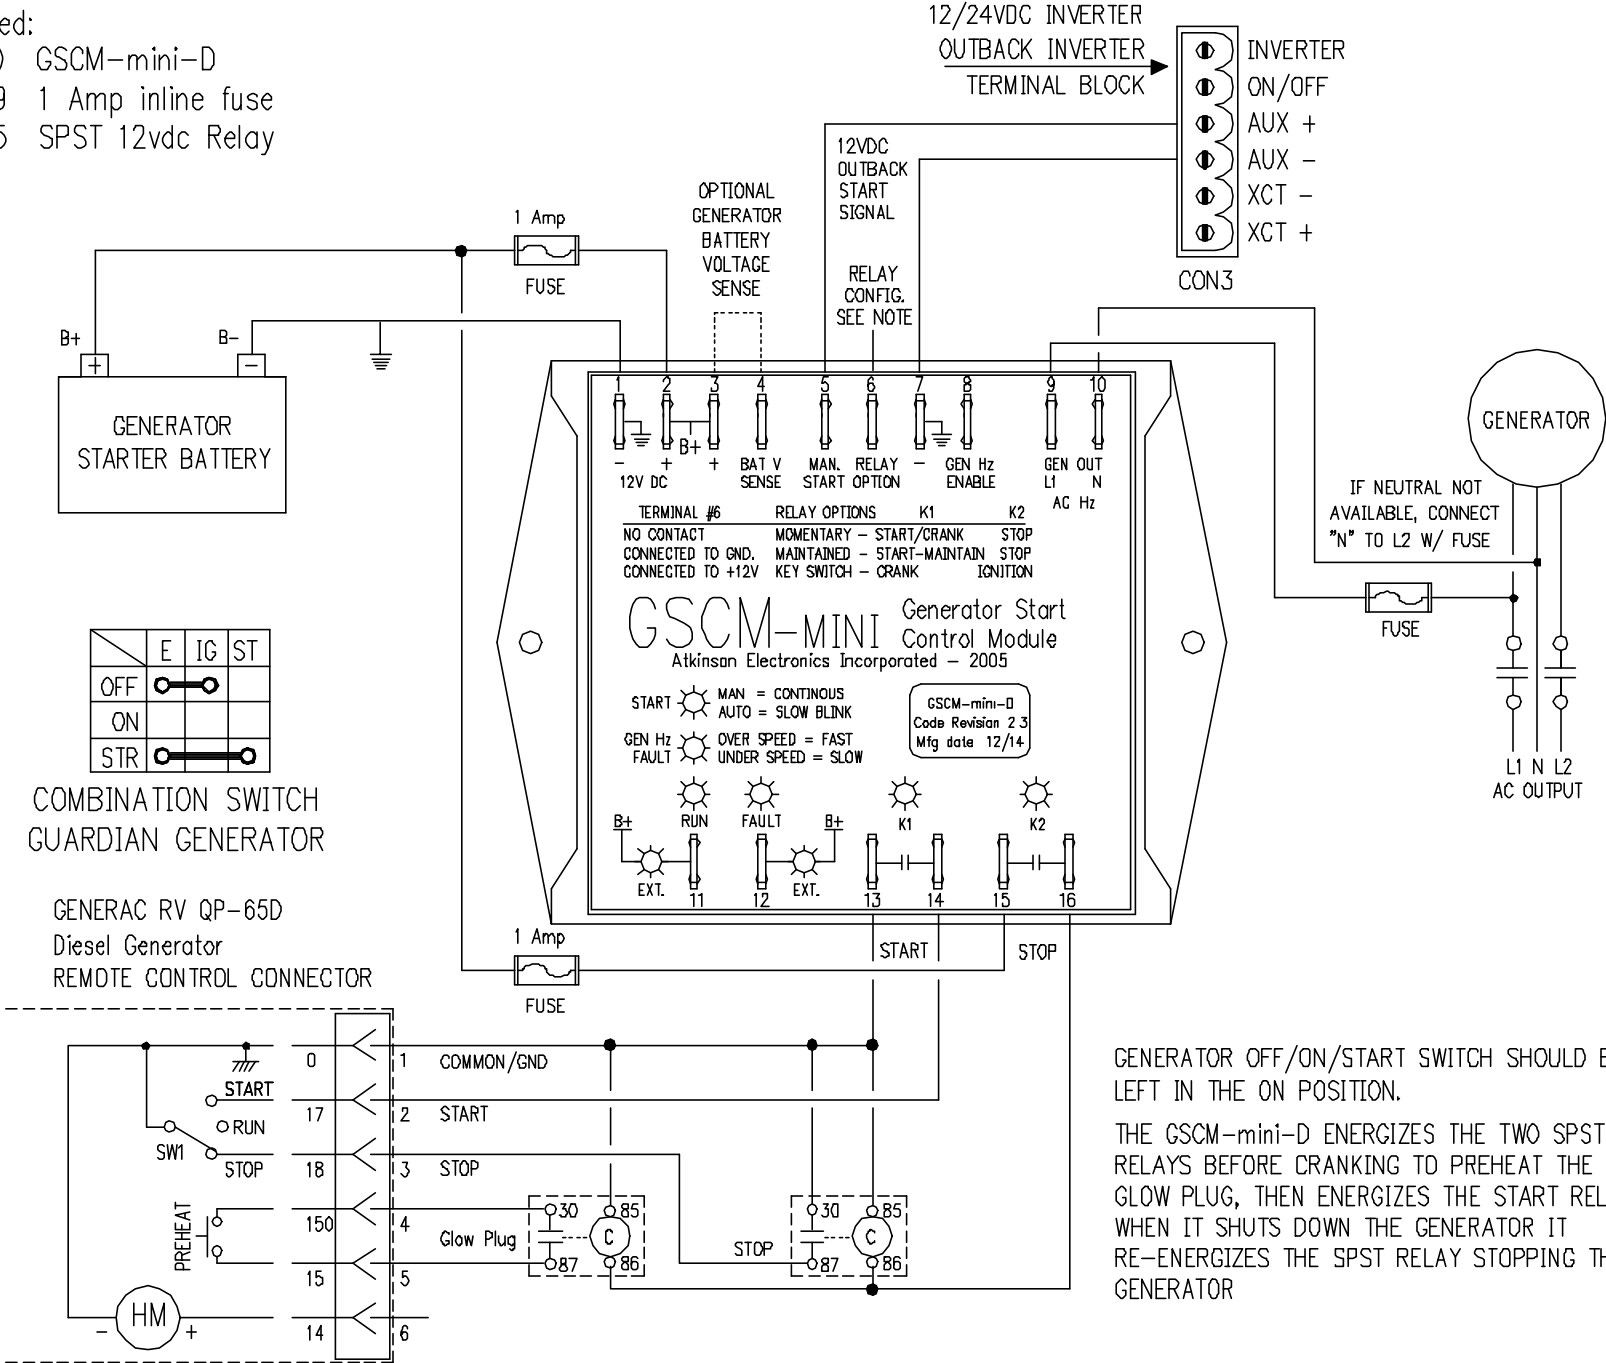 ed:
GSCM-mini-D
9 1 Amp inline fuse
5 SPST 12vdc Relay
12/24VDC INVERTER
OUTBACK INVERTER
TERMINAL BLOCK
INVERTER
ON/OFF
AUX +
AUX -
XCT -
XCT +
CON3
12VDC
OUTBACK
START
SIGNAL
OPTIONAL
GENERATOR
BATTERY
VOLTAGE
SENSE
RELAY
CONFIG.
SEE NOTE
1 Amp
FUSE
B+
B-
+
-
GENERATOR
STARTER BATTERY
1 2 3 4 5 6 7 8 9 10
B+
- + + BAT V MAN. RELAY - GEN Hz GEN OUT
12V DC SENSE START OPTION ENABLE L1 N
AC Hz
TERMINAL #6 RELAY OPTIONS K1 K2
NO CONTACT MOMENTARY - START/CRANK STOP
CONNECTED TO GND. MAINTAINED - START-MAINTAIN STOP
CONNECTED TO +12V KEY SWITCH - CRANK IGNITION
GSCM-MINI
Generator Start
Control Module
Atkinson Electronics Incorporated - 2005
START MAN = CONTINOUS
AUTO = SLOW BLINK
GEN Hz OVER SPEED = FAST
FAULT UNDER SPEED = SLOW
GSCM-mini-D
Code Revision 2.3
Mfg date 12/14
RUN FAULT K1 K2
B+ B+
EXT. EXT.
11 12 13 14 15 16
GENERATOR
IF NEUTRAL NOT
AVAILABLE, CONNECT
"N" TO L2 W/ FUSE
FUSE
L1 N L2
AC OUTPUT
E IG ST
OFF
ON
STR
COMBINATION SWITCH
GUARDIAN GENERATOR
GENERAC RV QP-65D
Diesel Generator
REMOTE CONTROL CONNECTOR
1 Amp
FUSE
START
STOP
0 1 COMMON/GND
START
17 2 START
RUN
SW1
STOP
18 3 STOP
PREHEAT
150 4
Glow Plug
15 5
HM
- +
14 6
30 85
C
87 86
STOP
30 85
C
87 86
GENERATOR OFF/ON/START SWITCH SHOULD B
LEFT IN THE ON POSITION.
THE GSCM-mini-D ENERGIZES THE TWO SPST
RELAYS BEFORE CRANKING TO PREHEAT THE
GLOW PLUG, THEN ENERGIZES THE START REL
WHEN IT SHUTS DOWN THE GENERATOR IT
RE-ENERGIZES THE SPST RELAY STOPPING TH
GENERATOR